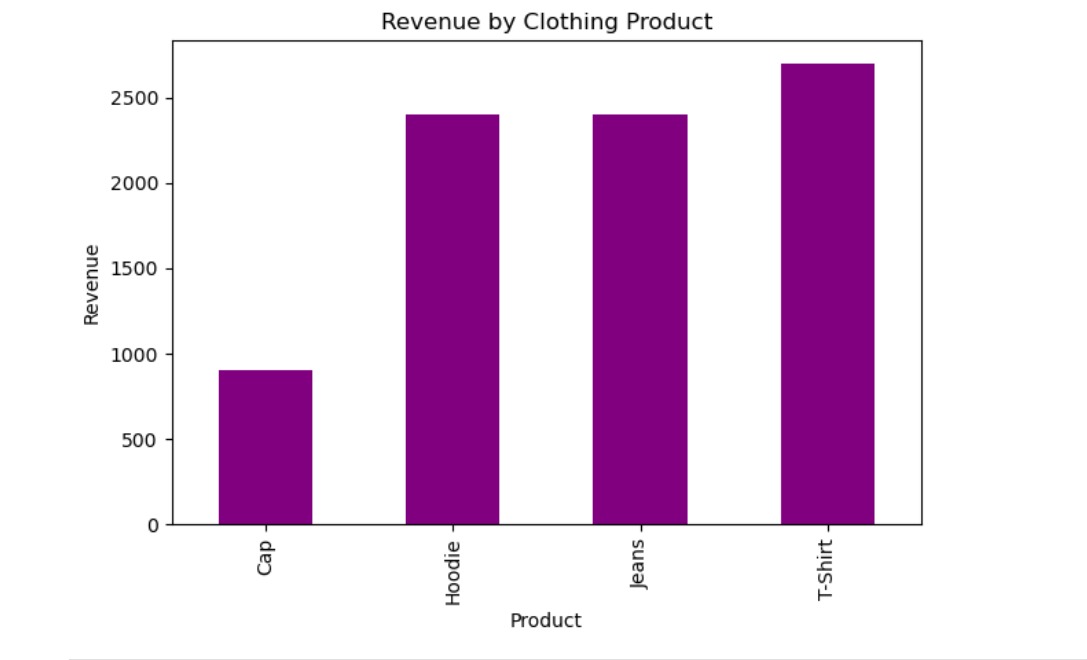 Revenue by Clothing Product
2500
2000
1500
1000
500
0
Revenue
Cap
Hoodie
Jeans
T-Shirt
Product